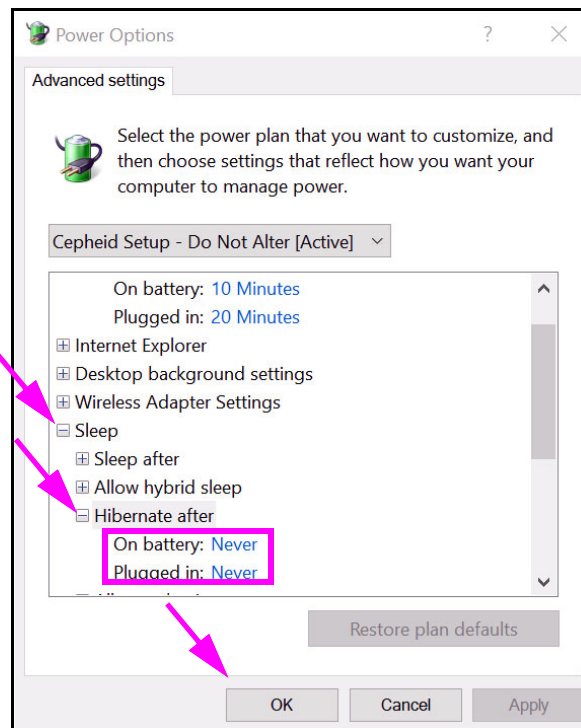 Power Options
Advanced settings
Select the power plan that you want to customize, and
then choose settings that reflect how you want your
computer to manage power.
Cepheid Setup - Do Not Alter [Active]
On battery: 10 Minutes
Plugged in: 20 Minutes
Internet Explorer
Desktop background settings
Wireless Adapter Settings
Sleep
Sleep after
Allow hybrid sleep
Hibernate after
On battery: Never
Plugged in: Never
Restore plan defaults
OK Cancel Apply